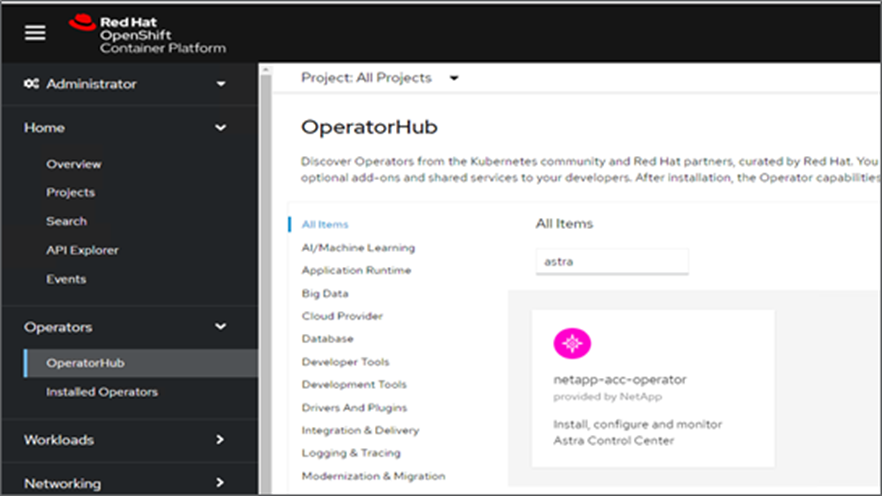 Red Hat
OpenShift
Container Platform
Administrator
Home
Overview
Projects
Search
API Explorer
Events
Operators
OperatorHub
Installed Operators
Workloads
Networking
Project: All Projects
OperatorHub
Discover Operators from the Kubernetes community and Red Hat partners, curated by Red Hat. You
optional add-ons and shared services to your developers. After installation, the Operator capabilities
All Items
AI/Machine Learning
Application Runtime
Big Data
Cloud Provider
Database
Developer Tools
Development Tools
Drivers And Plugins
Integration & Delivery
Logging & Tracing
Modernization & Migration
All Items
astra
netapp-acc-operator
provided by NetApp
Install, configure and monitor
Astra Control Center